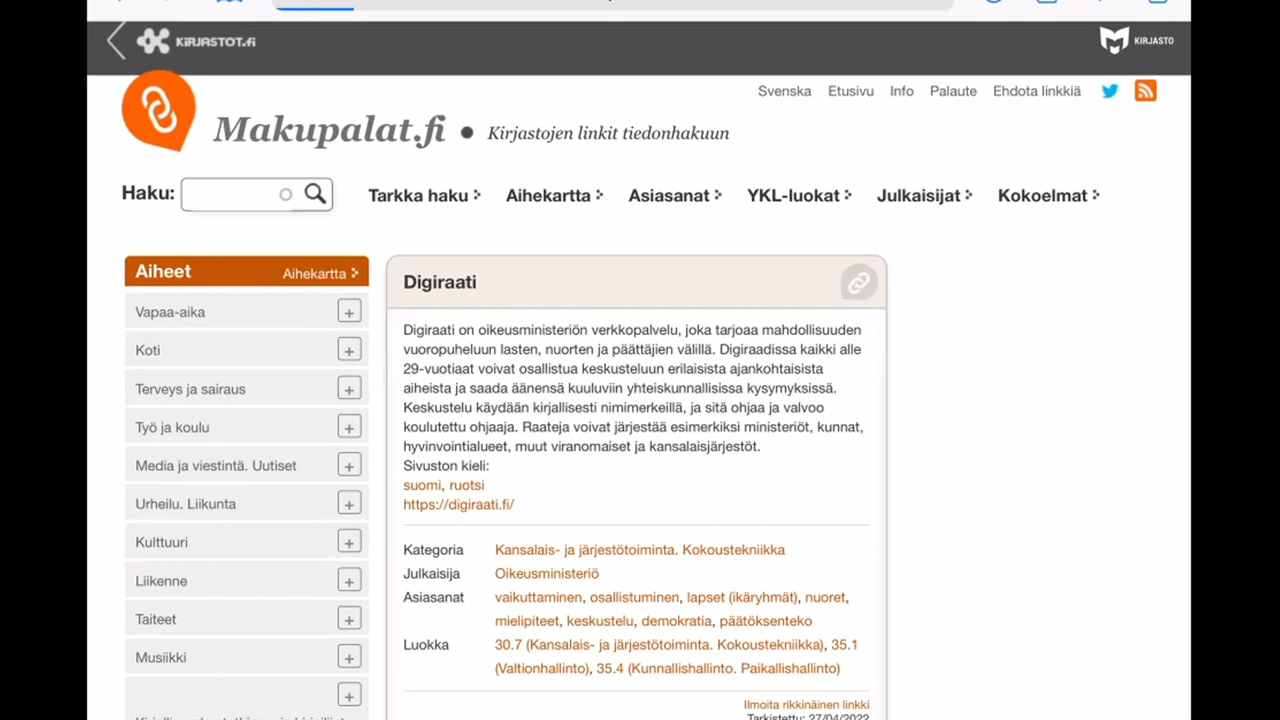 KIRJASTOT.fi
KIRJASTO
Svenska Etusivu Info Palaute Ehdota linkkiä
Makupalat.fi • Kirjastojen linkit tiedonhakuun
Haku: Tarkka haku Aihekartta Asiasanat YKL-luokat Julkaisijat Kokoelmat
Aiheet Aihekartta
Vapaa-aika
Koti
Terveys ja sairaus
Työ ja koulu
Media ja viestintä. Uutiset
Urheilu. Liikunta
Kulttuuri
Liikenne
Taiteet
Musiikki
Digiraati
Digiraati on oikeusministeriön verkkopalvelu, joka tarjoaa mahdollisuuden
vuoropuheluun lasten, nuorten ja päättäjien välillä. Digiraadissa kaikki alle
29-vuotiaat voivat osallistua keskusteluun erilaisista ajankohtaisista
aiheista ja saada äänensä kuuluviin yhteiskunnallisissa kysymyksissä.
Keskustelu käydään kirjallisesti nimimerkeillä, ja sitä ohjaa ja valvoo
koulutettu ohjaaja. Raateja voivat järjestää esimerkiksi ministeriöt, kunnat,
hyvinvointialueet, muut viranomaiset ja kansalaisjärjestöt.
Sivuston kieli:
suomi, ruotsi
https://digiraati.fi/
Kategoria Kansalais- ja järjestötoiminta. Kokoustekniikka
Julkaisija Oikeusministeriö
Asiasanat vaikuttaminen, osallistuminen, lapset (ikäryhmät), nuoret,
mielipiteet, keskustelu, demokratia, päätöksenteko
Luokka 30.7 (Kansalais- ja järjestötoiminta. Kokoustekniikka), 35.1
(Valtionhallinto), 35.4 (Kunnallishallinto. Paikallishallinto)
Ilmoita rikkinäinen linkki
Tarkistettu: 27/04/2022